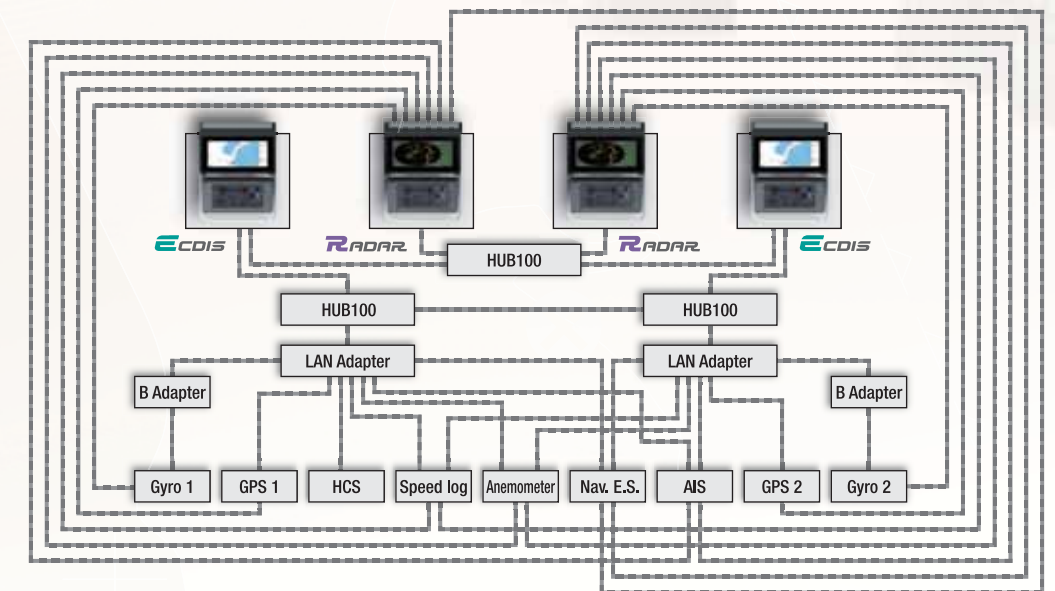 ECDIS
RADAR
RADAR
ECDIS
HUB100
HUB100
HUB100
LAN Adapter
LAN Adapter
B Adapter
B Adapter
Gyro 1
GPS 1
HCS
Speed log
Anemometer
Nav. E.S.
AIS
GPS 2
Gyro 2